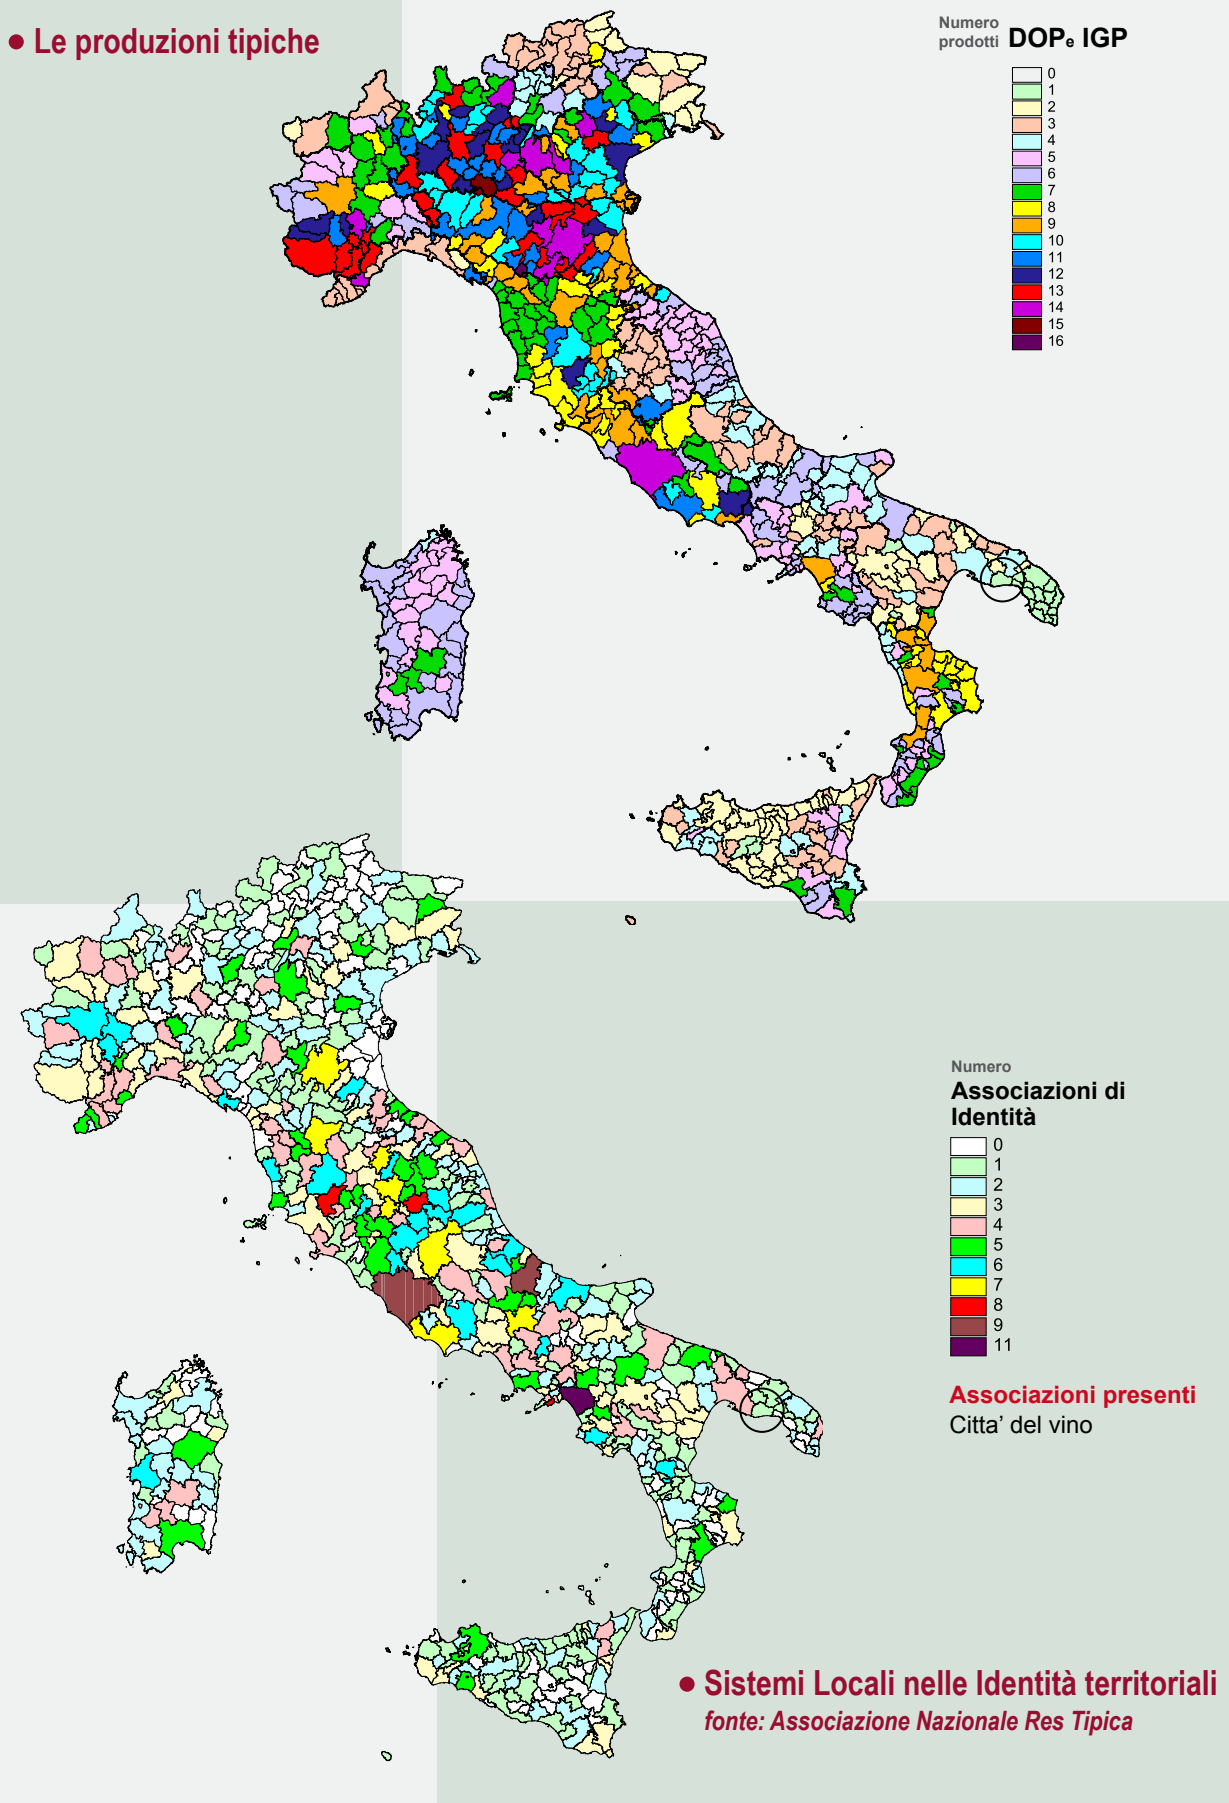 • Le produzioni tipiche
Numero
prodotti DOPe IGP
0
1
2
3
4
5
6
7
8
9
10
11
12
13
14
15
16
Numero
Associazioni di
Identità
0
1
2
3
4
5
6
7
8
9
11
Associazioni presenti
Citta' del vino
• Sistemi Locali nelle Identità territoriali
fonte: Associazione Nazionale Res Tipica